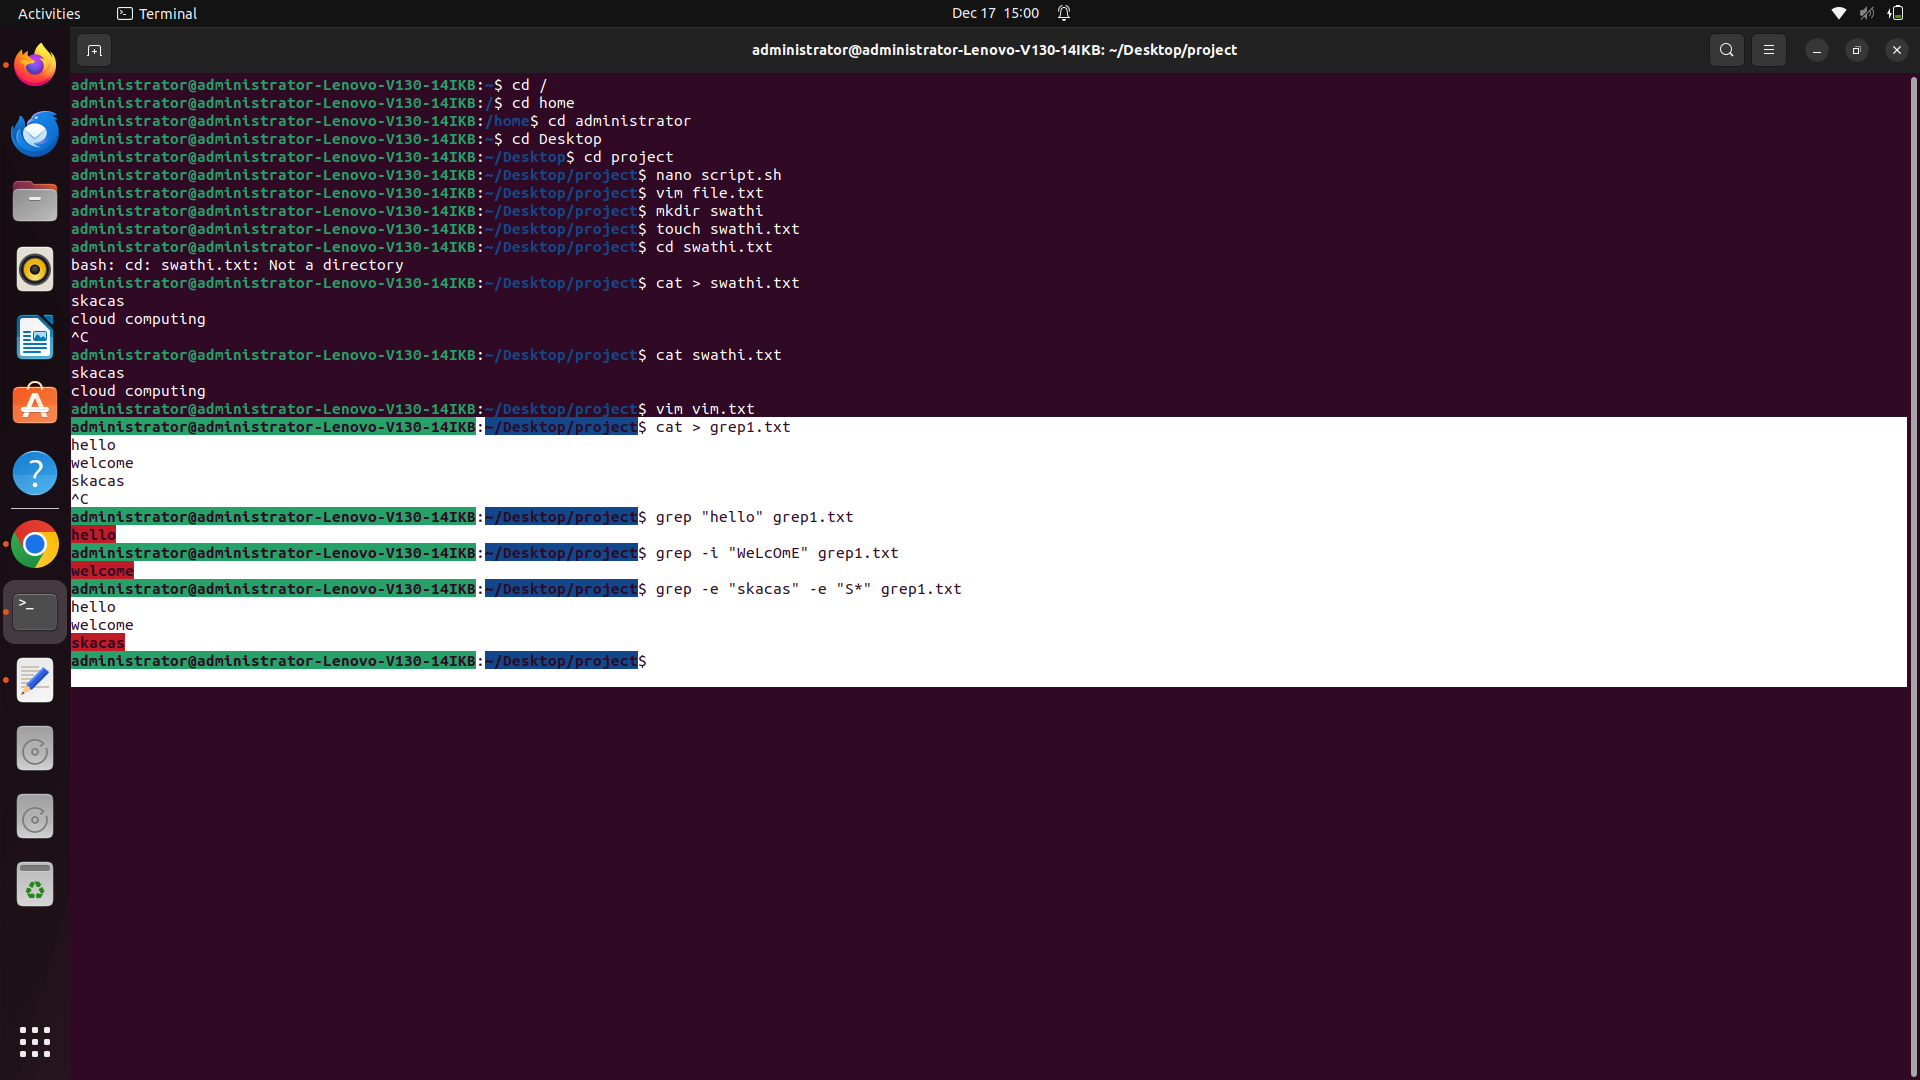 Activities Terminal Dec 17 15:00
administrator@administrator-Lenovo-V130-14IKB: ~/Desktop/project
administrator@administrator-Lenovo-V130-14IKB:~$ cd /
administrator@administrator-Lenovo-V130-14IKB:/$ cd home
administrator@administrator-Lenovo-V130-14IKB:/home$ cd administrator
administrator@administrator-Lenovo-V130-14IKB:~$ cd Desktop
administrator@administrator-Lenovo-V130-14IKB:~/Desktop$ cd project
administrator@administrator-Lenovo-V130-14IKB:~/Desktop/project$ nano script.sh
administrator@administrator-Lenovo-V130-14IKB:~/Desktop/project$ vim file.txt
administrator@administrator-Lenovo-V130-14IKB:~/Desktop/project$ mkdir swathi
administrator@administrator-Lenovo-V130-14IKB:~/Desktop/project$ touch swathi.txt
administrator@administrator-Lenovo-V130-14IKB:~/Desktop/project$ cd swathi.txt
bash: cd: swathi.txt: Not a directory
administrator@administrator-Lenovo-V130-14IKB:~/Desktop/project$ cat > swathi.txt
skacas
cloud computing
^C
administrator@administrator-Lenovo-V130-14IKB:~/Desktop/project$ cat swathi.txt
skacas
cloud computing
administrator@administrator-Lenovo-V130-14IKB:~/Desktop/project$ vim vim.txt
administrator@administrator-Lenovo-V130-14IKB:~/Desktop/project$ cat > grep1.txt
hello
welcome
skacas
^C
administrator@administrator-Lenovo-V130-14IKB:~/Desktop/project$ grep "hello" grep1.txt
hello
administrator@administrator-Lenovo-V130-14IKB:~/Desktop/project$ grep -i "WeLcOmE" grep1.txt
welcome
administrator@administrator-Lenovo-V130-14IKB:~/Desktop/project$ grep -e "skacas" -e "S*" grep1.txt
hello
welcome
skacas
administrator@administrator-Lenovo-V130-14IKB:~/Desktop/project$